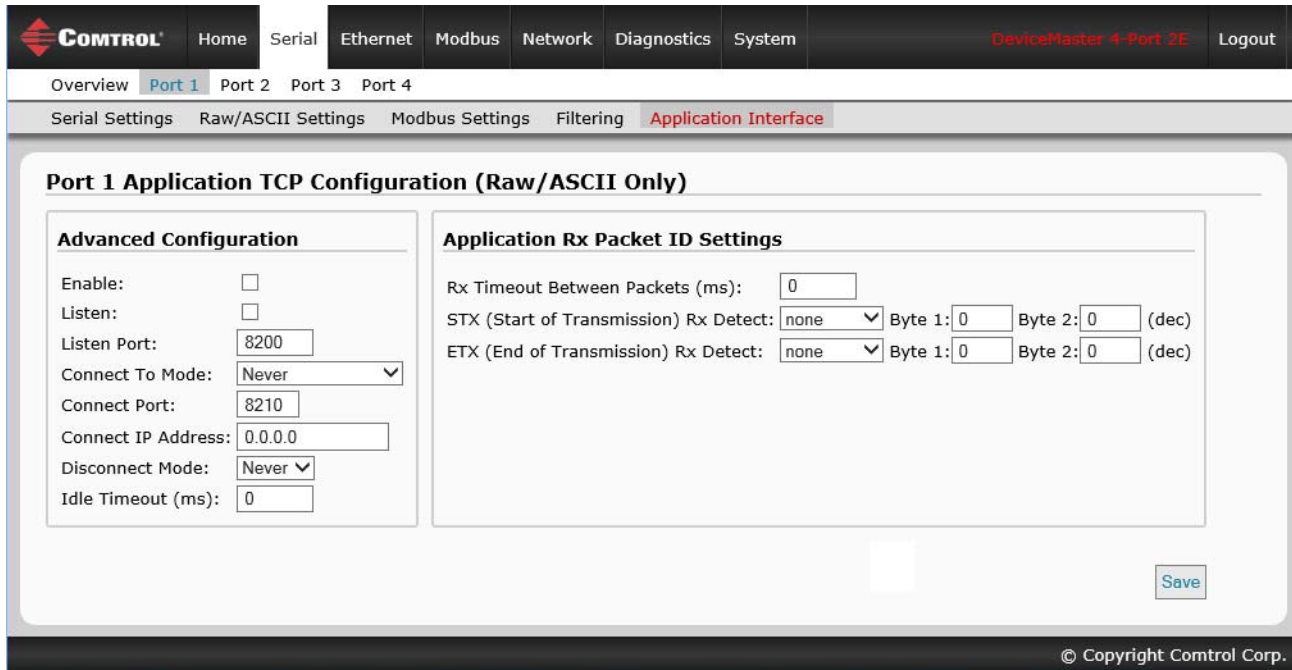 COMTROL Home Serial Ethernet Modbus Network Diagnostics System DeviceMaster 4-Port 2E Logout
Overview Port 1 Port 2 Port 3 Port 4
Serial Settings Raw/ASCII Settings Modbus Settings Filtering Application Interface
Port 1 Application TCP Configuration (Raw/ASCII Only)
Advanced Configuration
Enable:
Listen:
Listen Port: 8200
Connect To Mode: Never
Connect Port: 8210
Connect IP Address: 0.0.0.0
Disconnect Mode: Never
Idle Timeout (ms): 0
Application Rx Packet ID Settings
Rx Timeout Between Packets (ms): 0
STX (Start of Transmission) Rx Detect: none Byte 1: 0 Byte 2: 0 (dec)
ETX (End of Transmission) Rx Detect: none Byte 1: 0 Byte 2: 0 (dec)
Save
© Copyright Comtrol Corp.